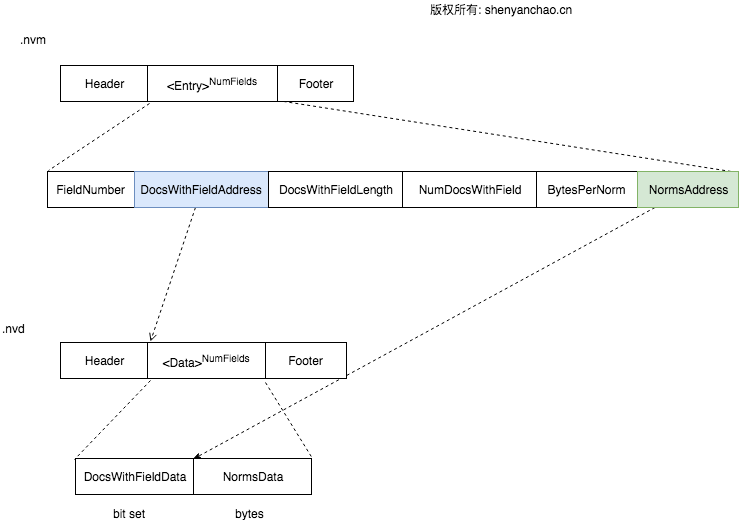 版权所有: shenyanchao.cn
.nvm
Header <Entry>NumFields Footer
FieldNumber DocsWithFieldAddress DocsWithFieldLength NumDocsWithField BytesPerNorm NormsAddress
.nvd
Header <Data>NumFields Footer
DocsWithFieldData NormsData
bit set bytes